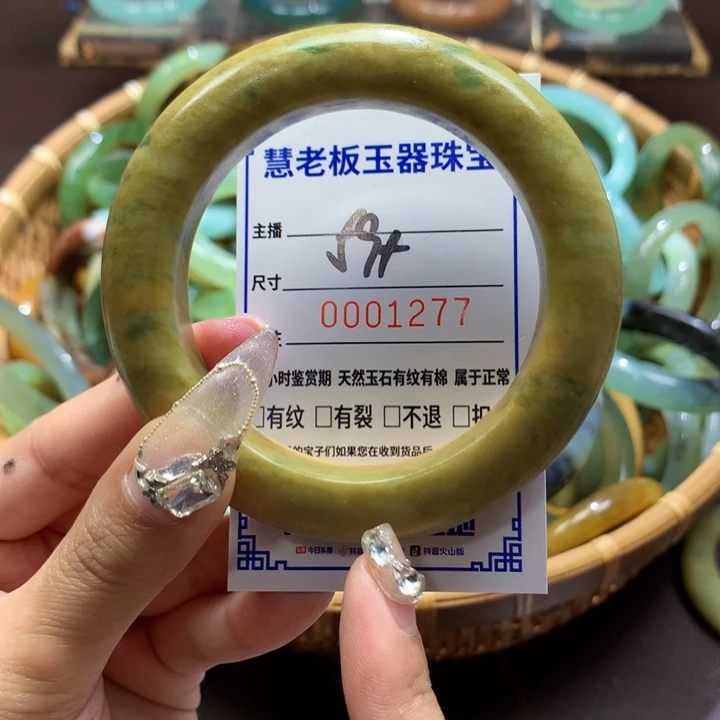 慧老板玉器珠宝
主播
尺寸
0001277
小时鉴赏期 天然玉石有纹有棉 属于正常
□有纹 □有裂 □不退 □扣
的宝子们如果您在收到货品后
今日头条 抖音火山版